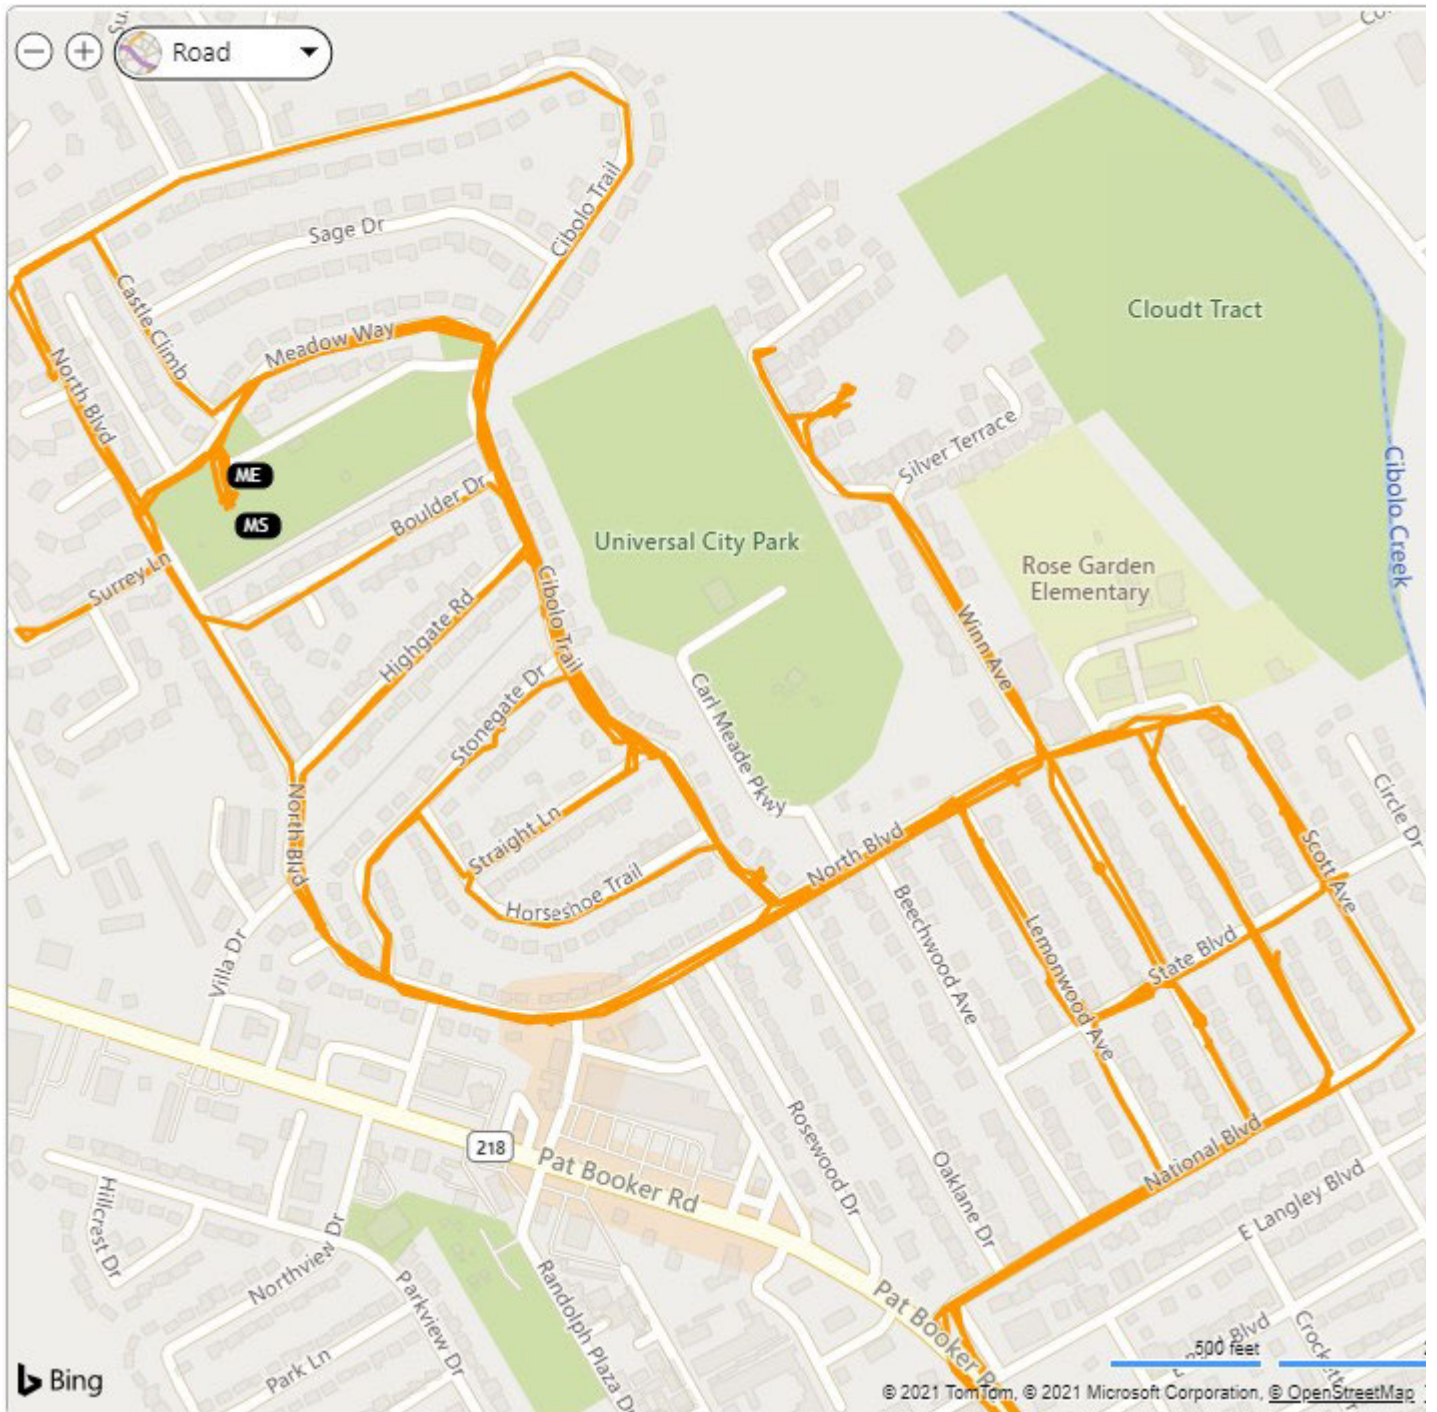 Road
Sage Dr
Cibolo Trail
Castle Climb
Meadow Way
North Blvd
Cloudt Tract
ME
MS
Boulder Dr
Silver Terrace
Cibolo Creek
Universal City Park
Surrey Ln
Rose Garden
Elementary
Highgate Rd
Cibolo Trail
Winn Ave
Stonegate Dr
Carl Meade Pkwy
North Blvd
Straight Ln
North Blvd
Circle Dr
Scott Ave
Horseshoe Trail
Beechwood Ave
Lemonwood Ave
State Blvd
Villa Dr
218
Pat Booker Rd
Rosewood Dr
Oaklane Dr
National Blvd
E Langley Blvd
Hillcrest Dr
Northview Dr
Parkview Dr
Randolph Plaza D
Pat Booker R
Park Ln
Blvd
500 feet
Bing
© 2021 TomTom, © 2021 Microsoft Corporation, © OpenStreetMap